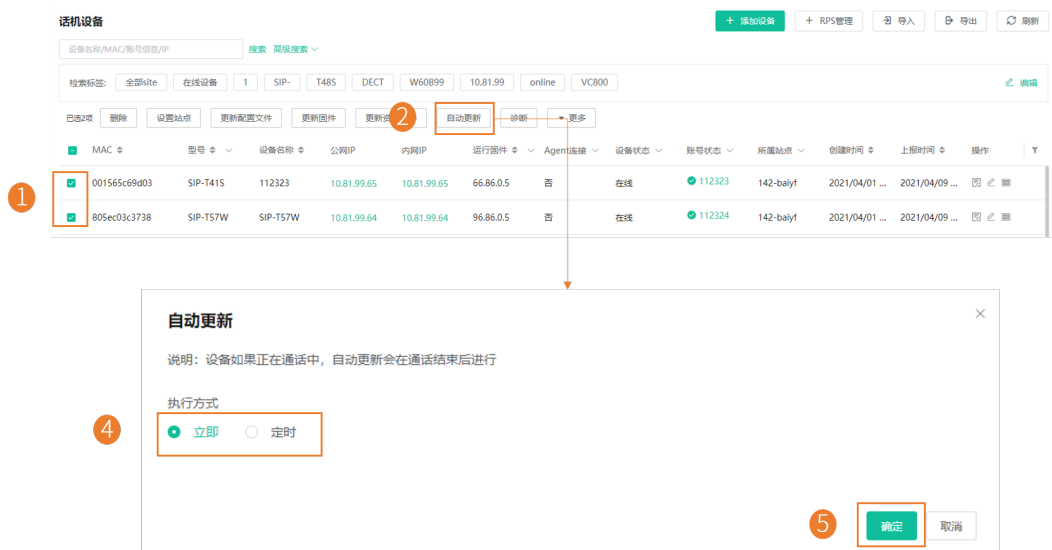 话机设备
+ 添加设备
+ RPS管理
导入
导出
刷新
设备名称/MAC/账号信息/IP
搜索 高级搜索
检索标签: 全部site 在线设备 1 SIP- T48S DECT W60B99 10.81.99 online VC800
编辑
已选2项 删除 设置站点 更新配置文件 更新固件 更新资 2 自动更新 诊断 更多
MAC 型号 设备名称 公网IP 内网IP 运行固件 Agent连接 设备状态 账号状态 所属站点 创建时间 上报时间 操作
1
001565c69d03 SIP-T41S 112323 10.81.99.65 10.81.99.65 66.86.0.5 否 在线 112323 142-baiyf 2021/04/01 ... 2021/04/09 ...
805ec03c3738 SIP-T57W SIP-T57W 10.81.99.64 10.81.99.64 96.86.0.5 否 在线 112324 142-baiyf 2021/04/01 ... 2021/04/09 ...
自动更新
说明：设备如果正在通话中，自动更新会在通话结束后进行
执行方式
4
立即 定时
5
确定 取消